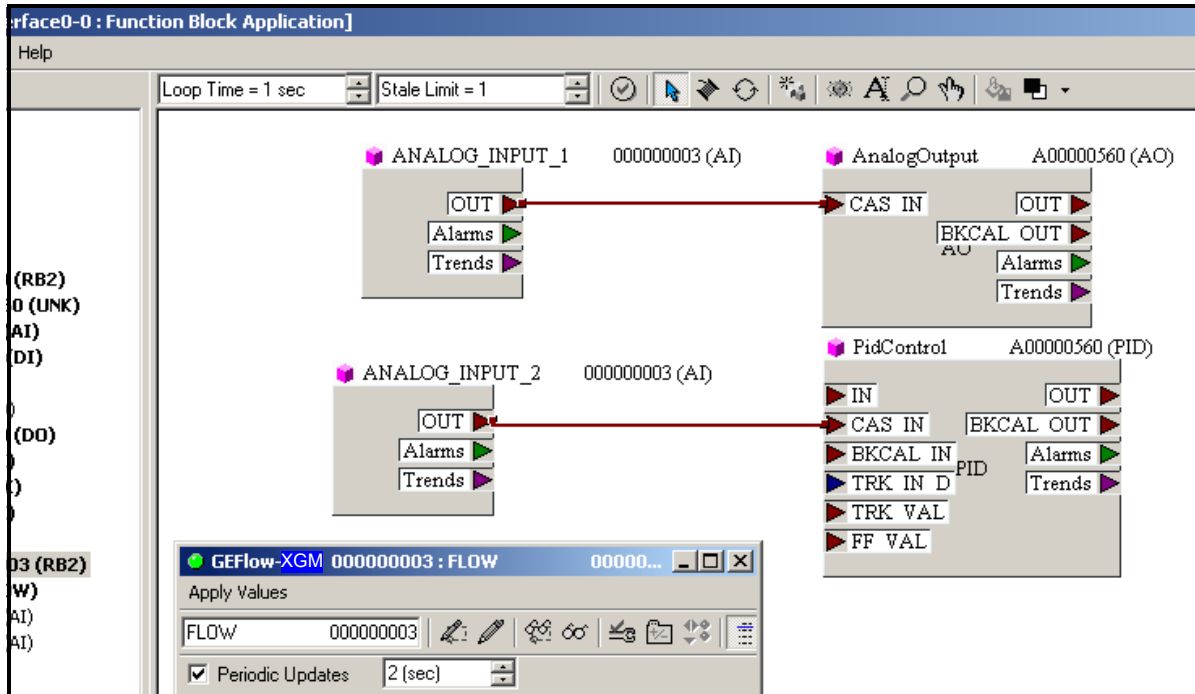 erface0-0 : Function Block Application]
Help
Loop Time = 1 sec
Stale Limit = 1
ANALOG_INPUT_1 000000003 (AI)
OUT
Alarms
Trends
AnalogOutput A00000560 (AO)
CAS IN
OUT
BKCAL OUT
AO
Alarms
Trends
(RB2)
60 (UNK)
(AI)
(DI)
(DO)
03 (RB2)
W)
AI)
AI)
ANALOG_INPUT_2 000000003 (AI)
OUT
Alarms
Trends
PidControl A00000560 (PID)
IN
CAS IN
BKCAL IN
TRK IN D
TRK VAL
FF VAL
OUT
BKCAL OUT
PID
Alarms
Trends
GEFlow-XGM 000000003 : FLOW 00000...
Apply Values
FLOW 000000003
Periodic Updates 2 (sec)